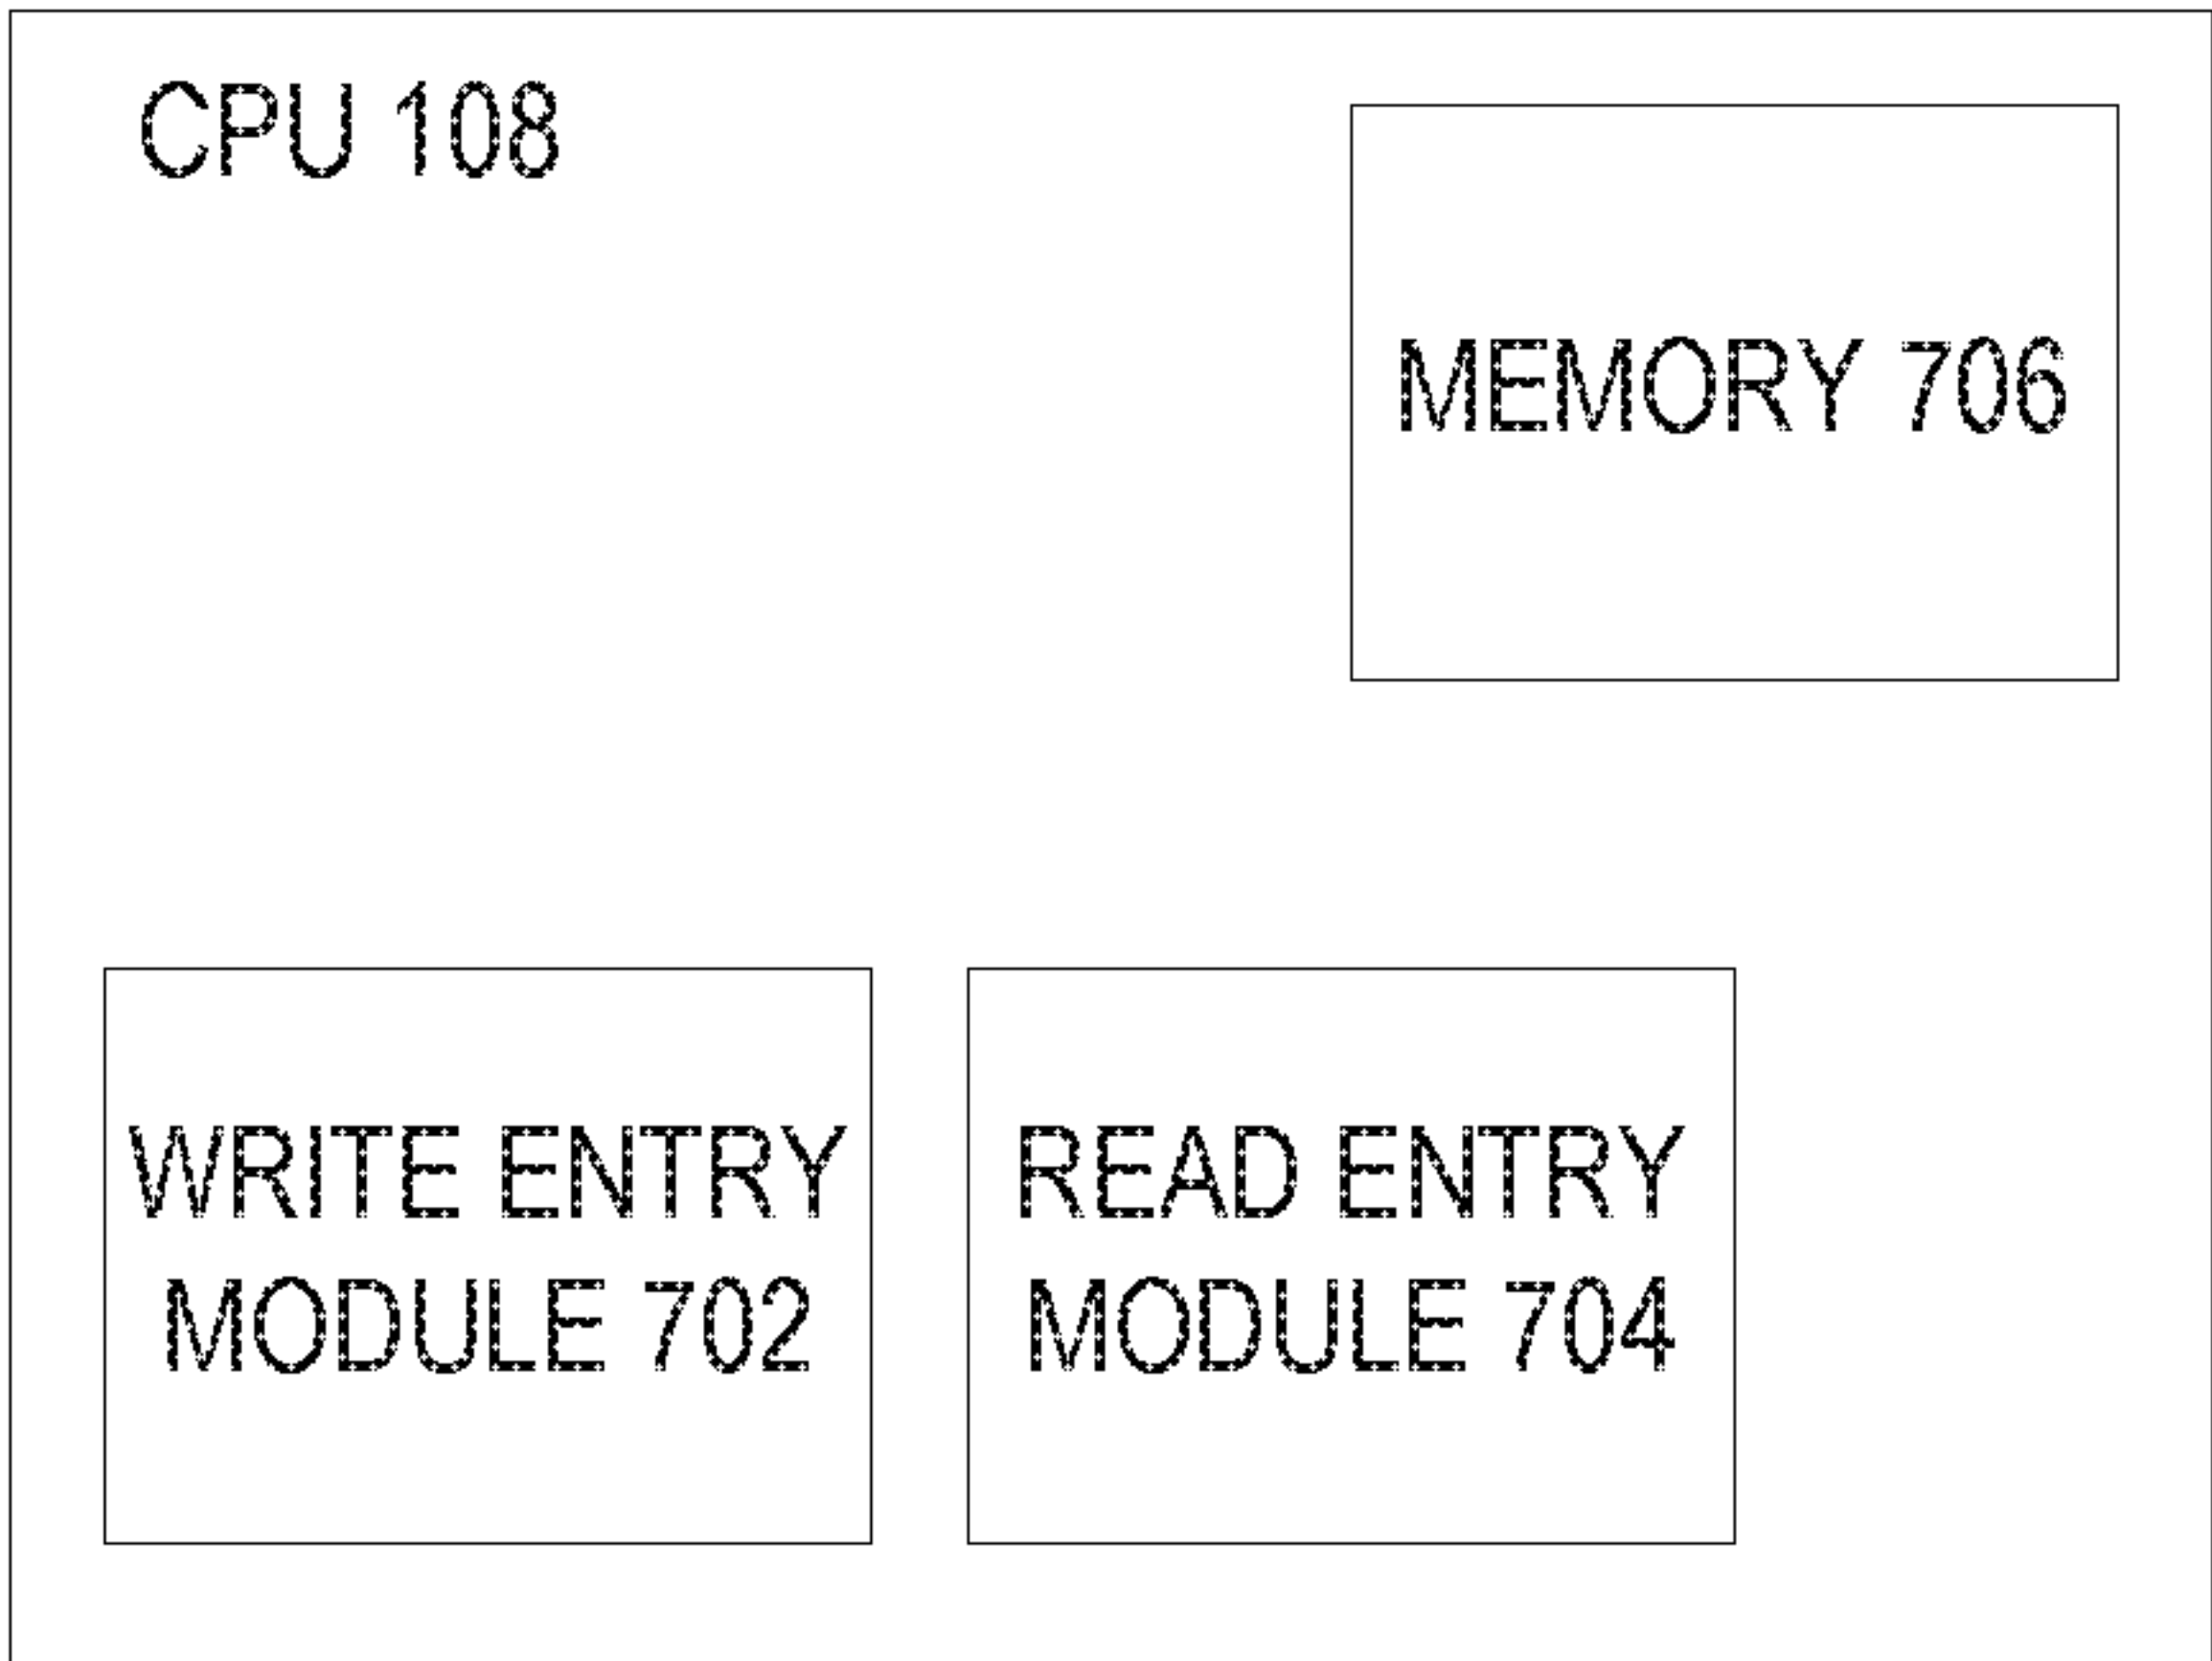 CPU 108
MEMORY 706
WRITE ENTRY
MODULE 702
READ ENTRY
MODULE 704